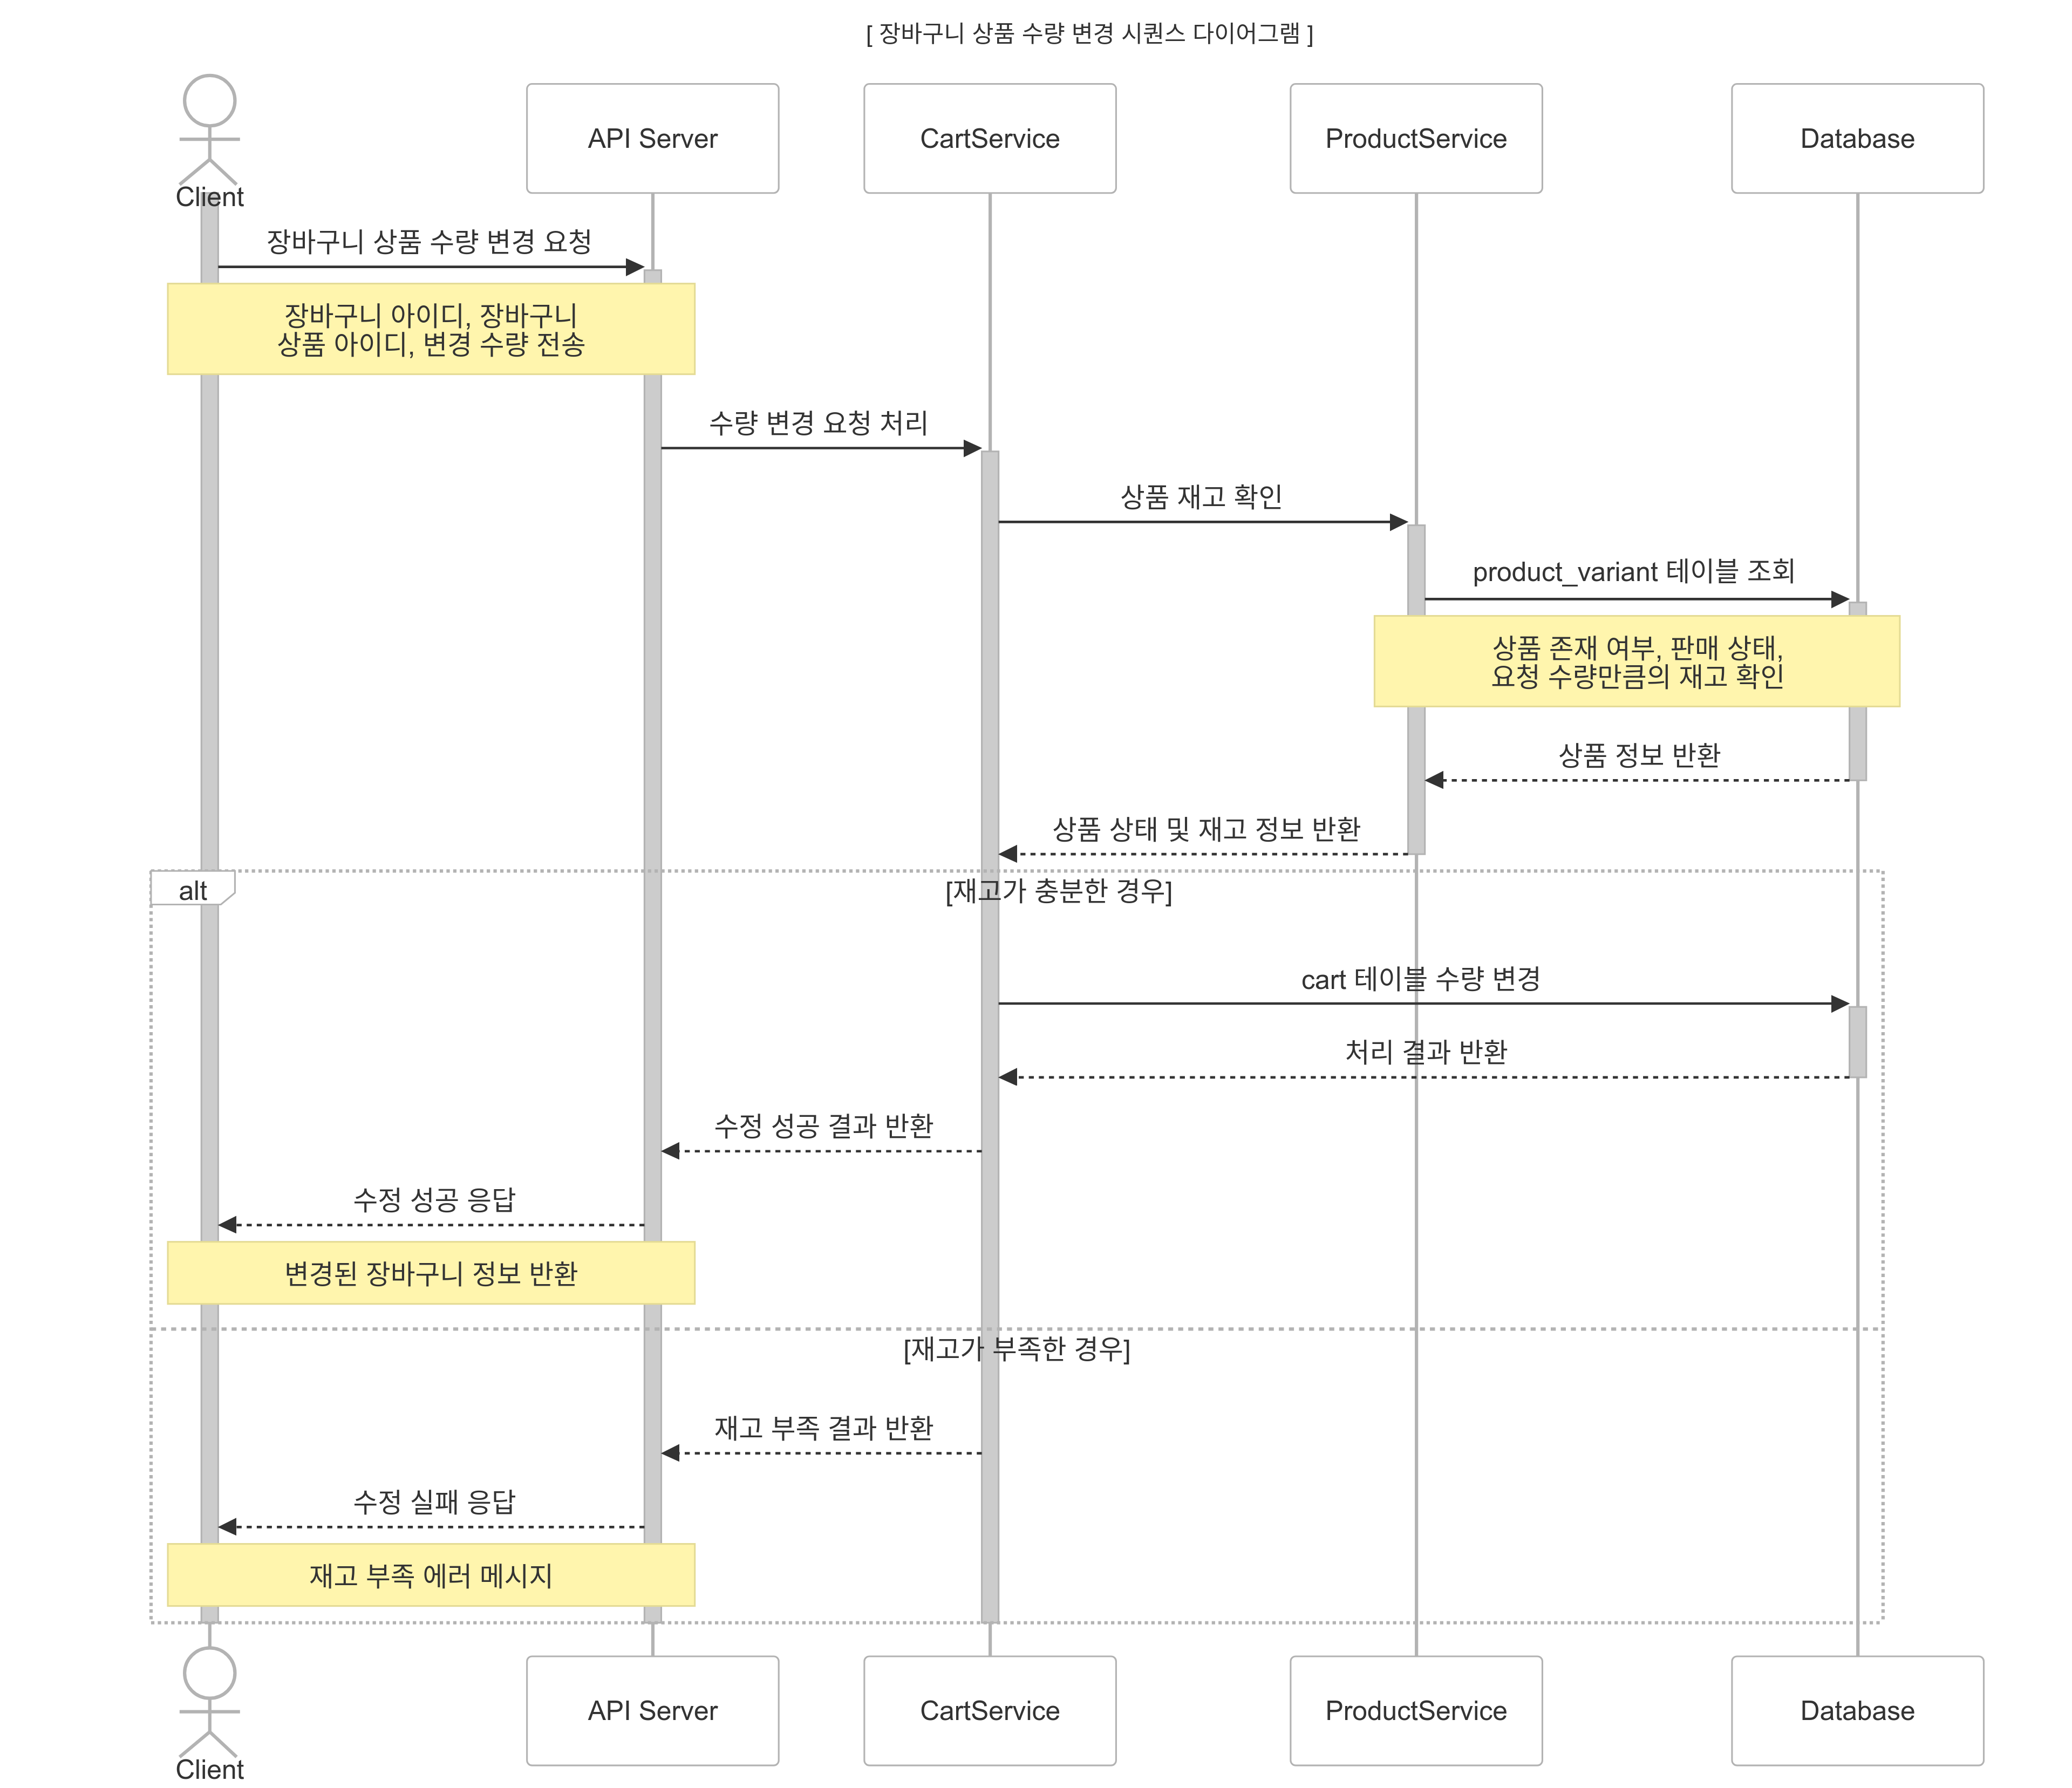 [ 장바구니 상품 수량 변경 시퀀스 다이어그램 ]
Client
API Server
CartService
ProductService
Database
장바구니 상품 수량 변경 요청
장바구니 아이디, 장바구니
상품 아이디, 변경 수량 전송
수량 변경 요청 처리
상품 재고 확인
product_variant 테이블 조회
상품 존재 여부, 판매 상태,
요청 수량만큼의 재고 확인
상품 정보 반환
상품 상태 및 재고 정보 반환
alt
[재고가 충분한 경우]
cart 테이블 수량 변경
처리 결과 반환
수정 성공 결과 반환
수정 성공 응답
변경된 장바구니 정보 반환
[재고가 부족한 경우]
재고 부족 결과 반환
수정 실패 응답
재고 부족 에러 메시지
Client
API Server
CartService
ProductService
Database